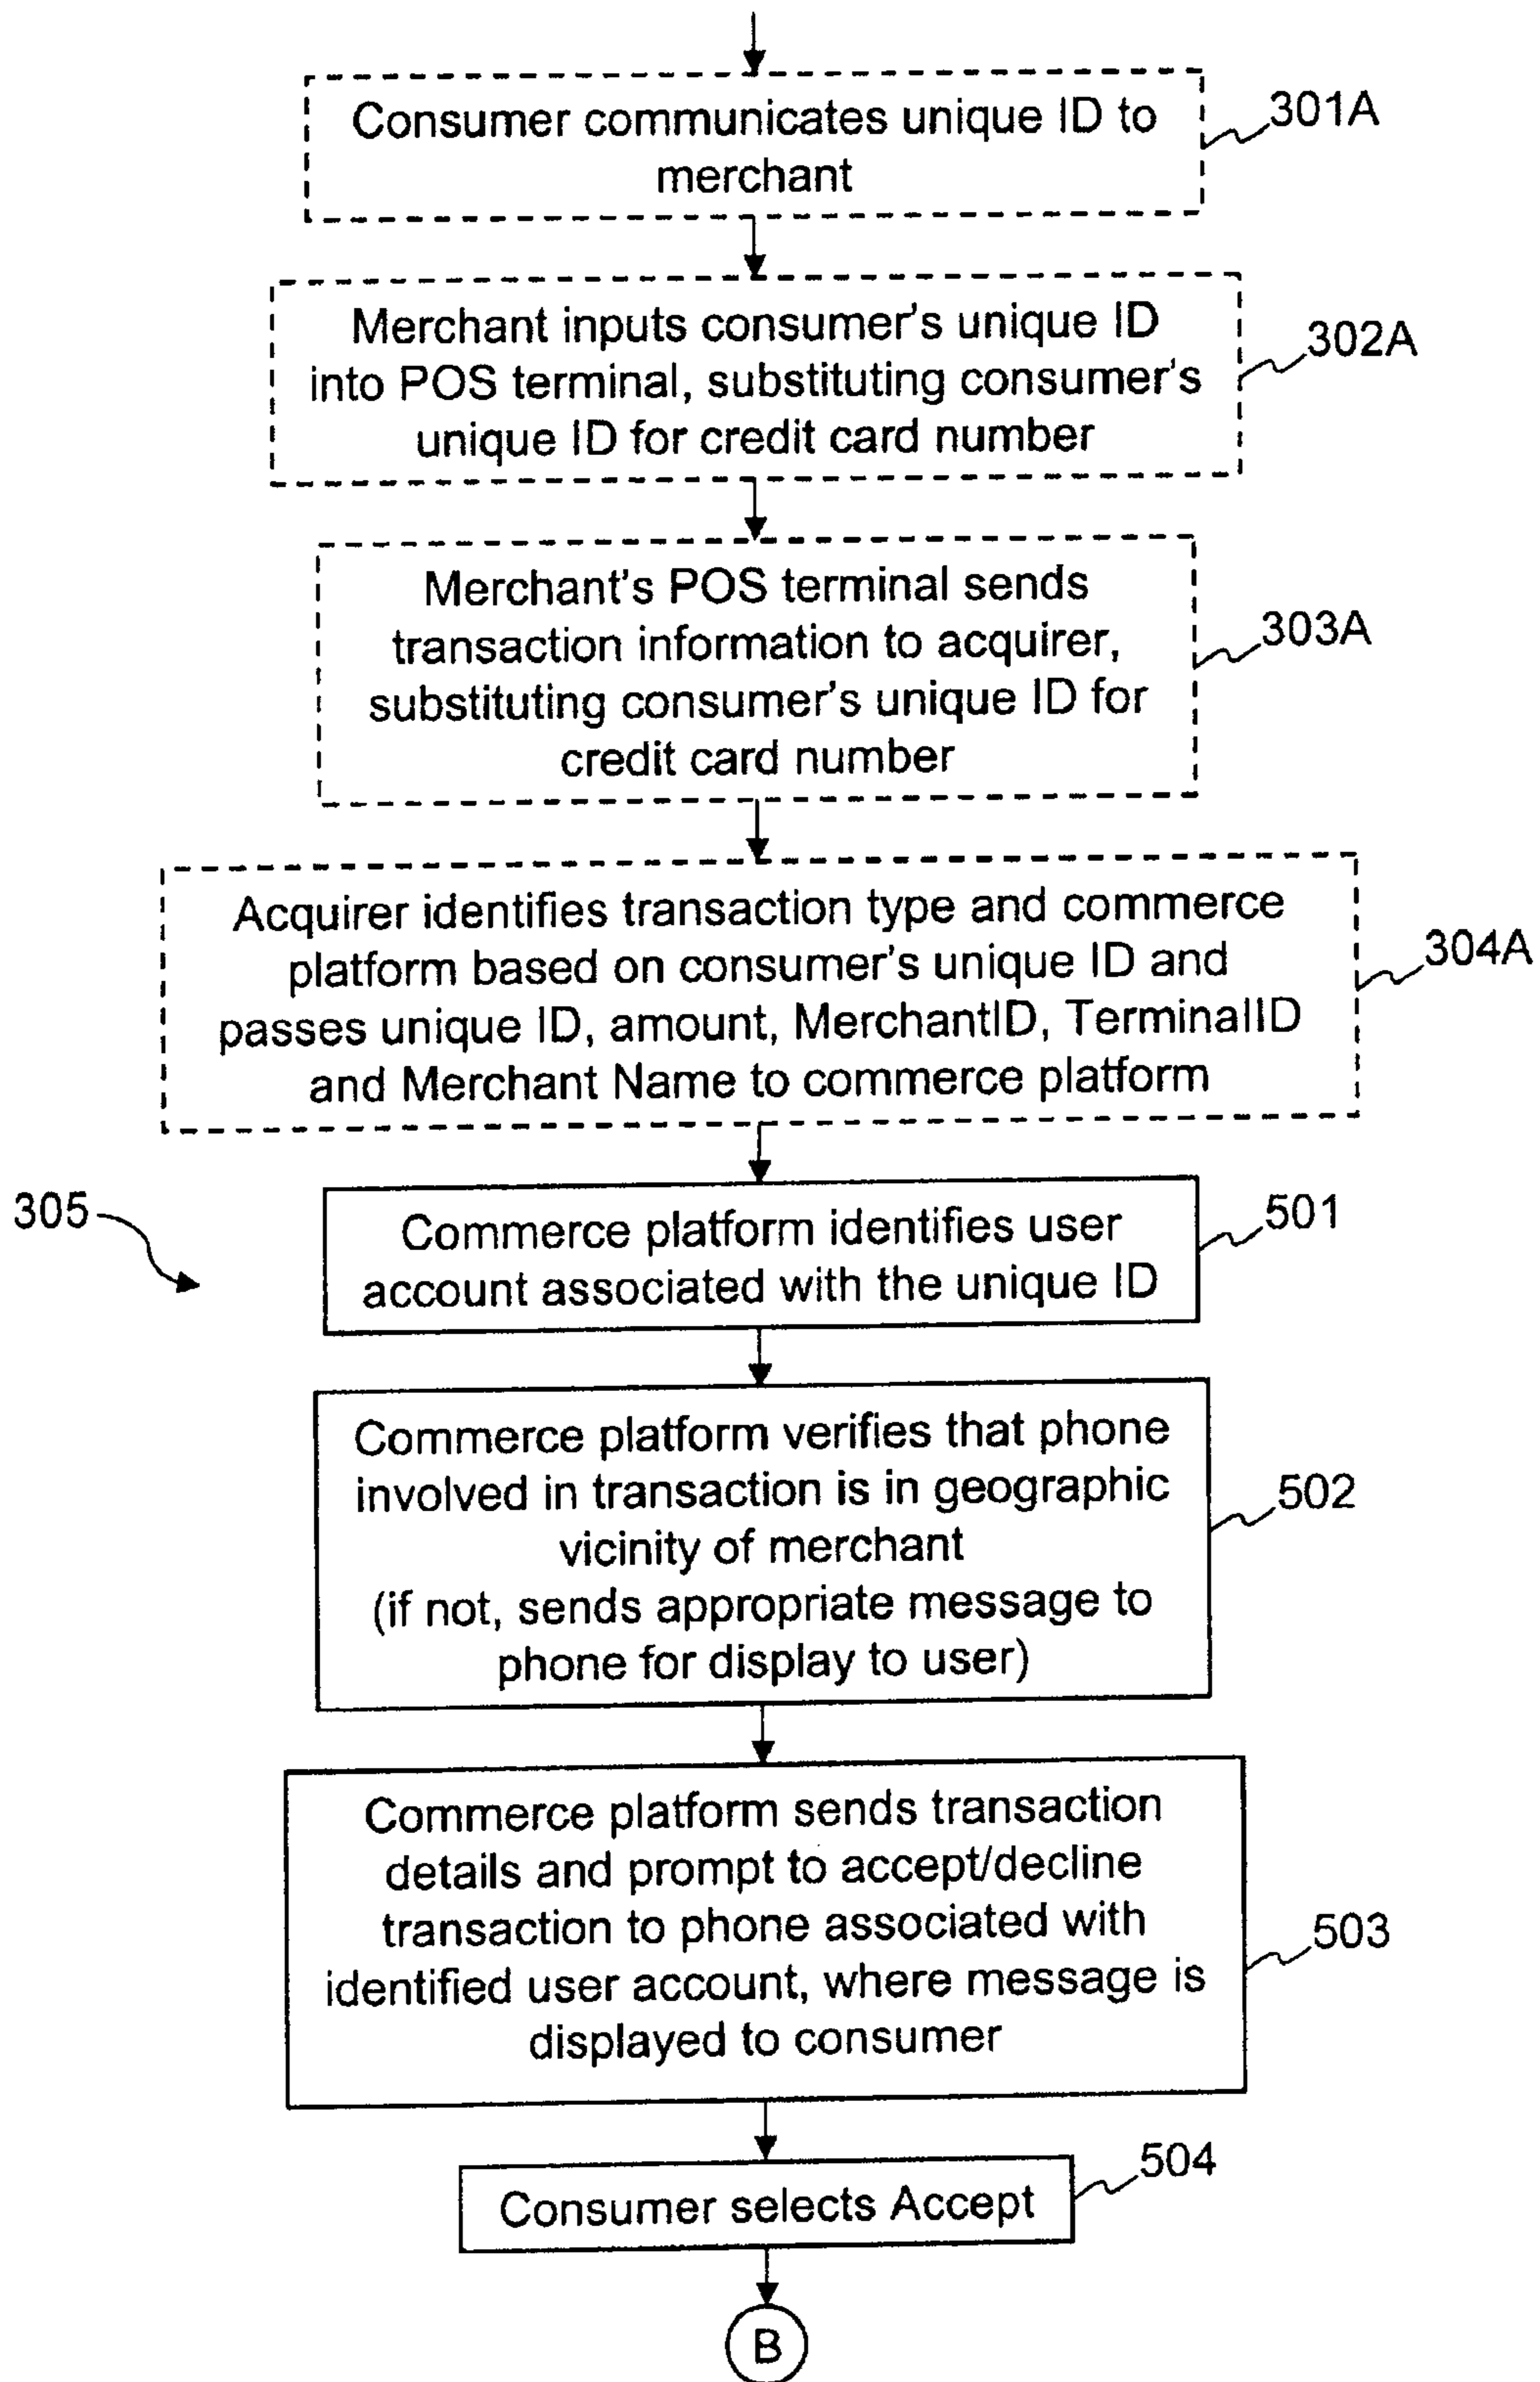 Consumer communicates unique ID to
merchant
301A
Merchant inputs consumer's unique ID
into POS terminal, substituting consumer's
unique ID for credit card number
302A
Merchant's POS terminal sends
transaction information to acquirer,
substituting consumer's unique ID for
credit card number
303A
Acquirer identifies transaction type and commerce
platform based on consumer's unique ID and
passes unique ID, amount, MerchantID, TerminalID
and Merchant Name to commerce platform
304A
305
Commerce platform identifies user
account associated with the unique ID
501
Commerce platform verifies that phone
involved in transaction is in geographic
vicinity of merchant
(if not, sends appropriate message to
phone for display to user)
502
Commerce platform sends transaction
details and prompt to accept/decline
transaction to phone associated with
identified user account, where message is
displayed to consumer
503
Consumer selects Accept
504
B